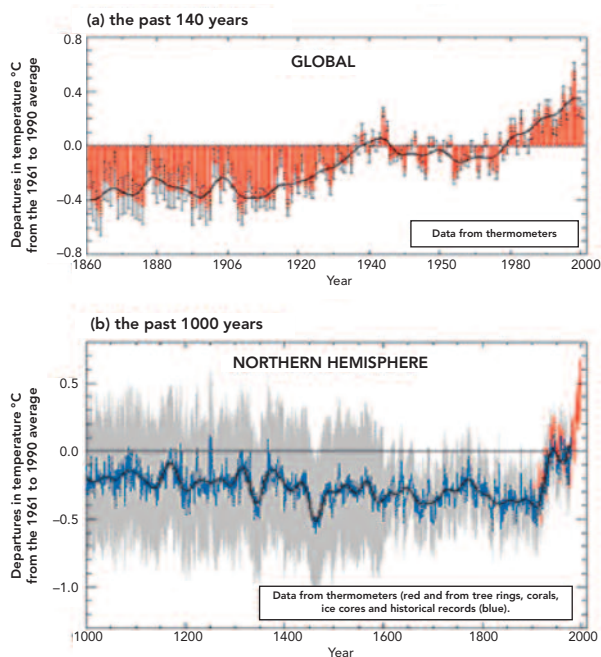 (a) the past 140 years
GLOBAL
Departures in temperature °C
from the 1961 to 1990 average
0.8
0.4
0.0
−0.4
−0.8
Data from thermometers
1860 1880 1906 1920 1940 1950 1980 2000
Year
(b) the past 1000 years
NORTHERN HEMISPHERE
Departures in temperature °C
from the 1961 to 1990 average
0.5
0.0
−0.5
−1.0
Data from thermometers (red and from tree rings, corals,
ice cores and historical records (blue).
1000 1200 1400 1600 1800 2000
Year